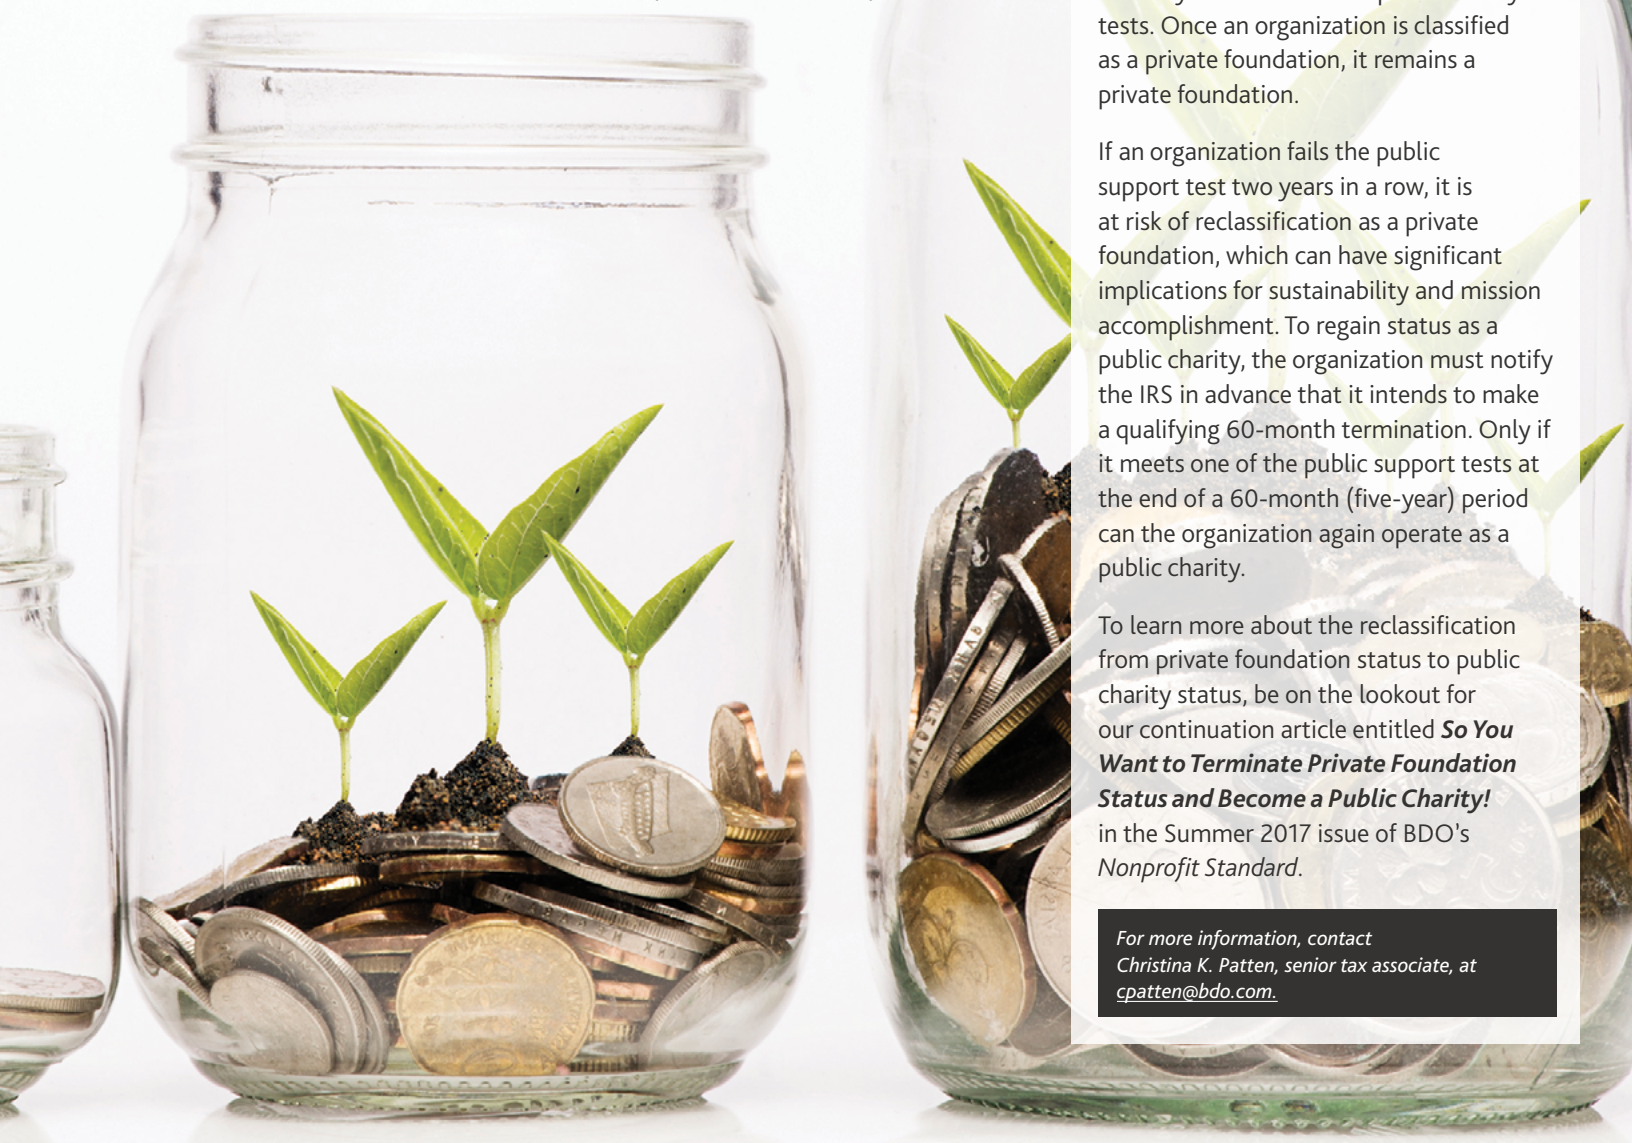 tests. Once an organization is classified
as a private foundation, it remains a
private foundation.
If an organization fails the public
support test two years in a row, it is
at risk of reclassification as a private
foundation, which can have significant
implications for sustainability and mission
accomplishment. To regain status as a
public charity, the organization must notify
the IRS in advance that it intends to make
a qualifying 60-month termination. Only if
it meets one of the public support tests at
the end of a 60-month (five-year) period
can the organization again operate as a
public charity.
To learn more about the reclassification
from private foundation status to public
charity status, be on the lookout for
our continuation article entitled So You
Want to Terminate Private Foundation
Status and Become a Public Charity!
in the Summer 2017 issue of BDO's
Nonprofit Standard.
For more information, contact
Christina K. Patten, senior tax associate, at
cpatten@bdo.com.